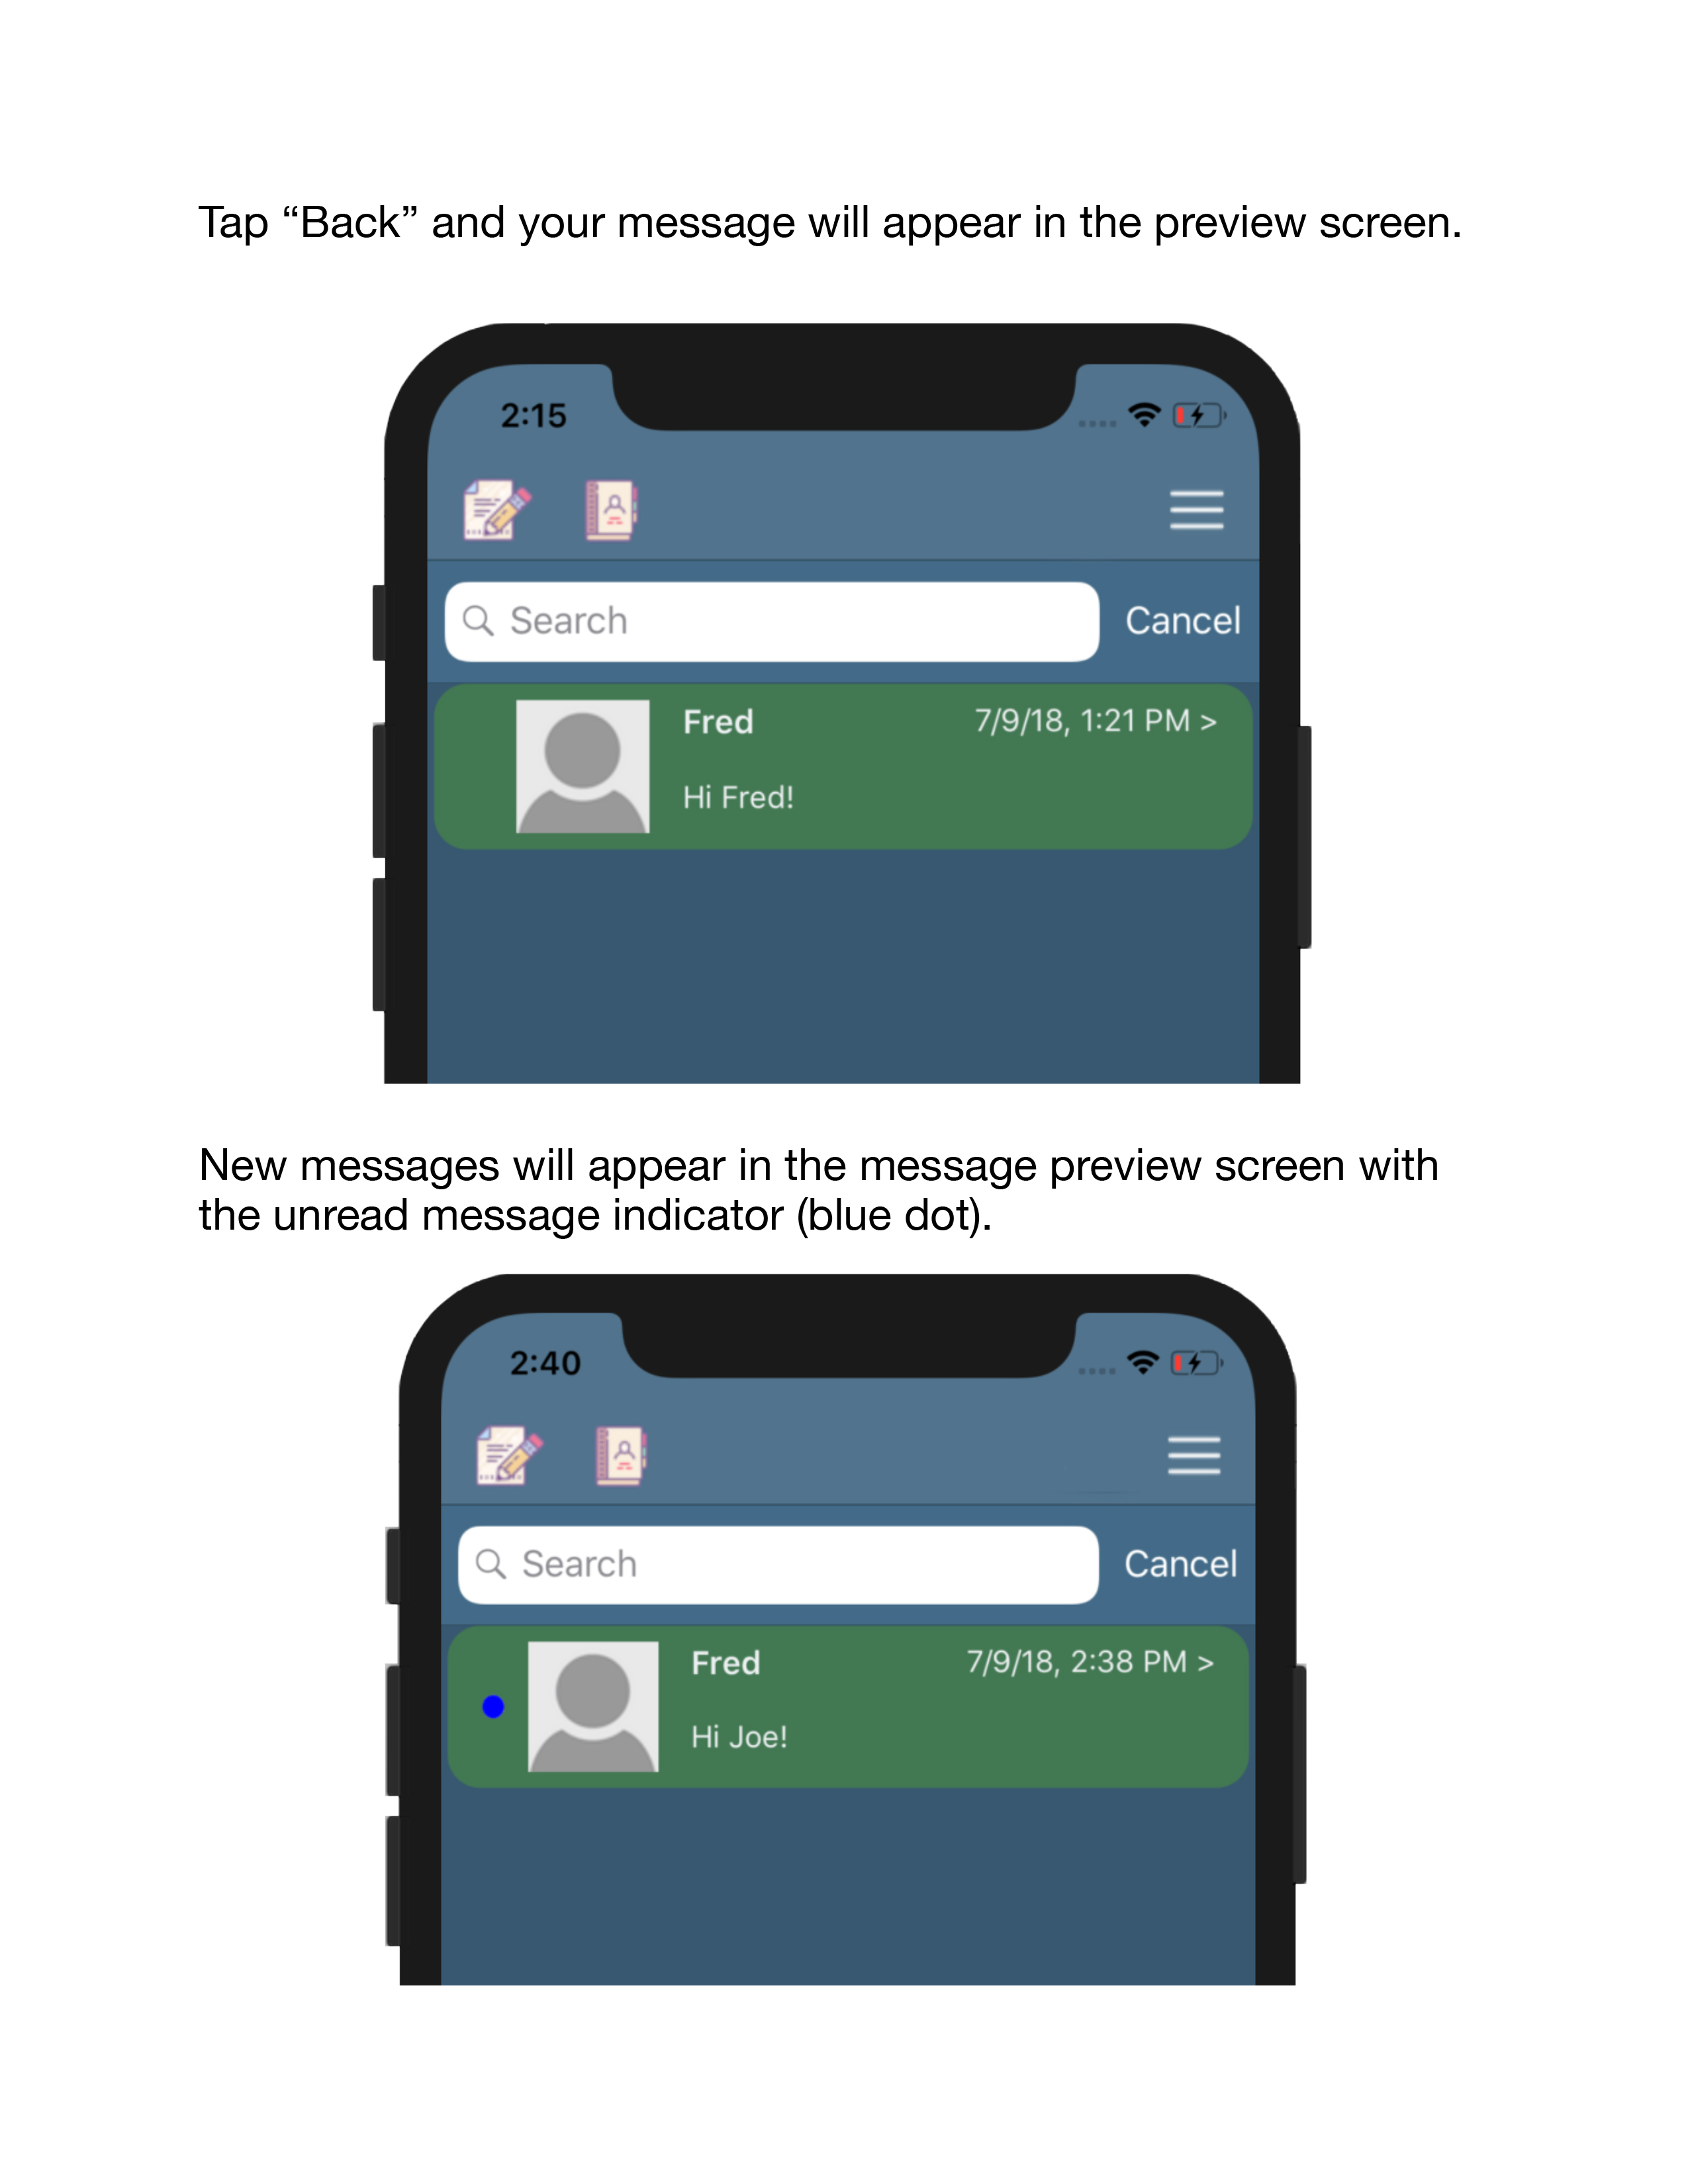 Tap “Back” and your message will appear in the preview screen.
2:15
Search
Cancel
Fred
7/9/18, 1:21 PM >
Hi Fred!
New messages will appear in the message preview screen with
the unread message indicator (blue dot).
2:40
Search
Cancel
Fred
7/9/18, 2:38 PM >
Hi Joe!